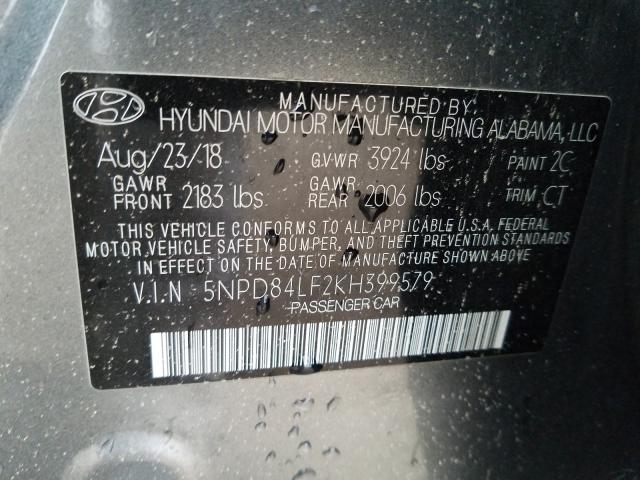 MANUFACTURED BY
HYUNDAI MOTOR MANUFACTURING ALABAMA, LLC
Aug/23/18 GVWR 3924 lbs PAINT 2C
GAWR FRONT 2183 lbs GAWR REAR 2006 lbs TRIM CT
THIS VEHICLE CONFORMS TO ALL APPLICABLE U.S.A. FEDERAL
MOTOR VEHICLE SAFETY, BUMPER, AND THEFT PREVENTION STANDARDS
IN EFFECT ON THE DATE OF MANUFACTURE SHOWN ABOVE
V.I.N 5NPD84LF2KH399579
PASSENGER CAR